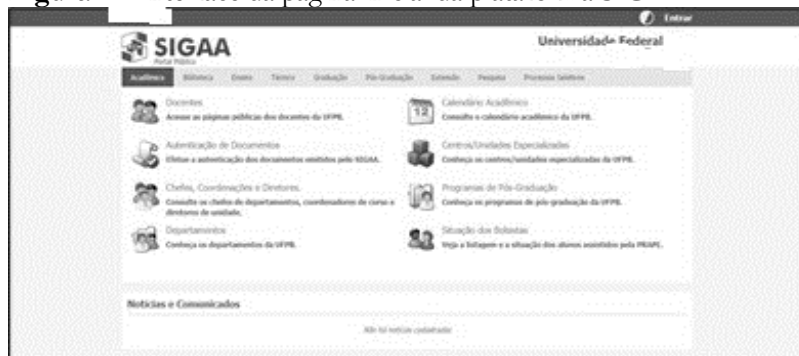 Entrar
SIGAA
Portal Público
Universidade Federal
Acadêmico Biblioteca Ensino Técnico Graduação Pós-Graduação Extensão Pesquisa Processos Seletivos
Docentes
Acesse as páginas públicas dos docentes da UFPB.
Calendário Acadêmico
Consulte o calendário acadêmico da UFPB.
12
Autenticação de Documentos
Efetue a autenticação dos documentos emitidos pelo SIGAA.
Centros/Unidades Especializadas
Conheça os centros/unidades especializadas da UFPB.
Chefes, Coordenações e Diretores.
Consulte os chefes de departamentos, coordenadores de curso e
diretores de unidade.
Programas de Pós-Graduação
Conheça os programas de pós-graduação da UFPB.
Departamentos
Conheça os departamentos da UFPB.
Situação dos Bolsistas
Veja a listagem e a situação dos alunos assistidos pela PRAPE.
Notícias e Comunicados
Não há notícias cadastradas